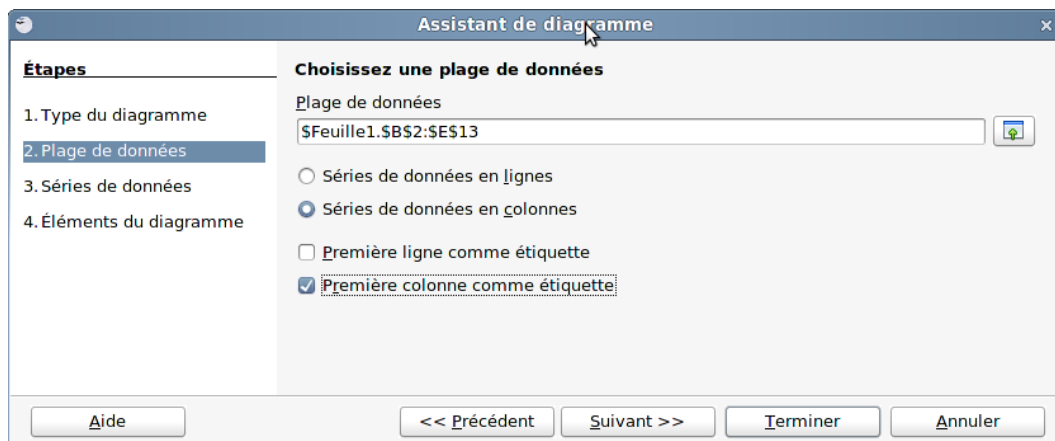 Assistant de diagramme
Étapes
1. Type du diagramme
2. Plage de données
3. Séries de données
4. Éléments du diagramme
Choisissez une plage de données
Plage de données
$Feuille1.$B$2:$E$13
Séries de données en lignes
Séries de données en colonnes
Première ligne comme étiquette
Première colonne comme étiquette
Aide
<< Précédent
Suivant >>
Terminer
Annuler